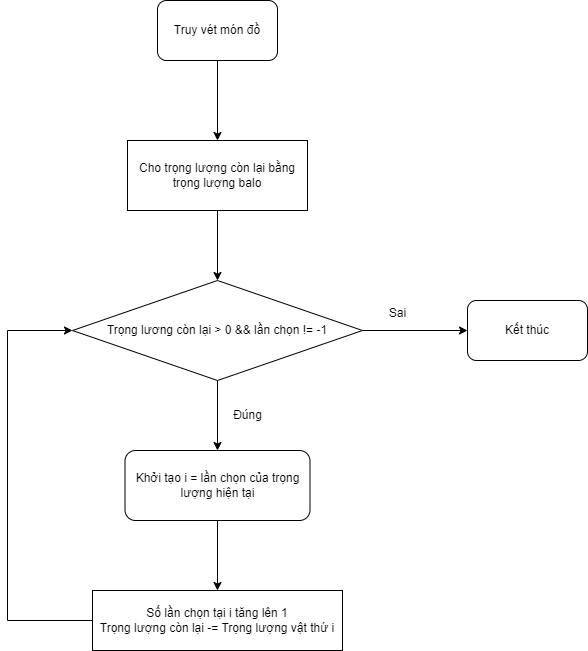 Truy vét món đồ
Cho trọng lượng còn lại bằng
trọng lượng balo
Trọng lương còn lại > 0 && lần chọn != -1
Sai
Kết thúc
Đúng
Khởi tạo i = lần chọn của trọng
lượng hiện tại
Số lần chọn tại i tăng lên 1
Trọng lượng còn lại -= Trọng lượng vật thứ i